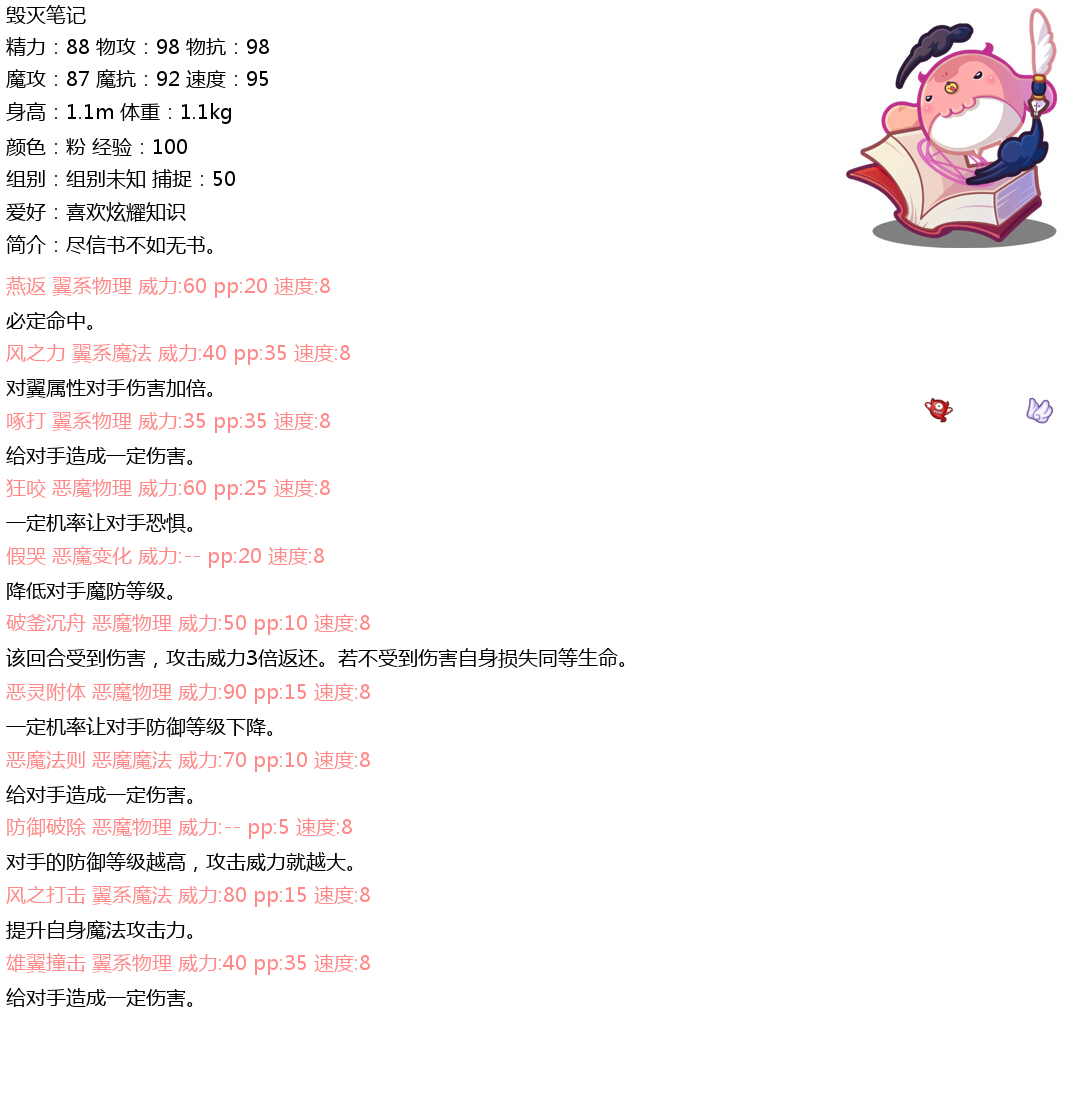 毁灭笔记
精力：88 物攻：98 物抗：98
魔攻：87 魔抗：92 速度：95
身高：1.1m 体重：1.1kg
颜色：粉 经验：100
组别：组别未知 捕捉：50
爱好：喜欢炫耀知识
简介：尽信书不如无书。
燕返 翼系物理 威力:60 pp:20 速度:8
必定命中。
风之力 翼系魔法 威力:40 pp:35 速度:8
对翼属性对手伤害加倍。
啄打 翼系物理 威力:35 pp:35 速度:8
给对手造成一定伤害。
狂咬 恶魔物理 威力:60 pp:25 速度:8
一定机率让对手恐惧。
假哭 恶魔变化 威力:-- pp:20 速度:8
降低对手魔防等级。
破釜沉舟 恶魔物理 威力:50 pp:10 速度:8
该回合受到伤害，攻击威力3倍返还。若不受到伤害自身损失同等生命。
恶灵附体 恶魔物理 威力:90 pp:15 速度:8
一定机率让对手防御等级下降。
恶魔法则 恶魔魔法 威力:70 pp:10 速度:8
给对手造成一定伤害。
防御破除 恶魔物理 威力:-- pp:5 速度:8
对手的防御等级越高，攻击威力就越大。
风之打击 翼系魔法 威力:80 pp:15 速度:8
提升自身魔法攻击力。
雄翼撞击 翼系物理 威力:40 pp:35 速度:8
给对手造成一定伤害。